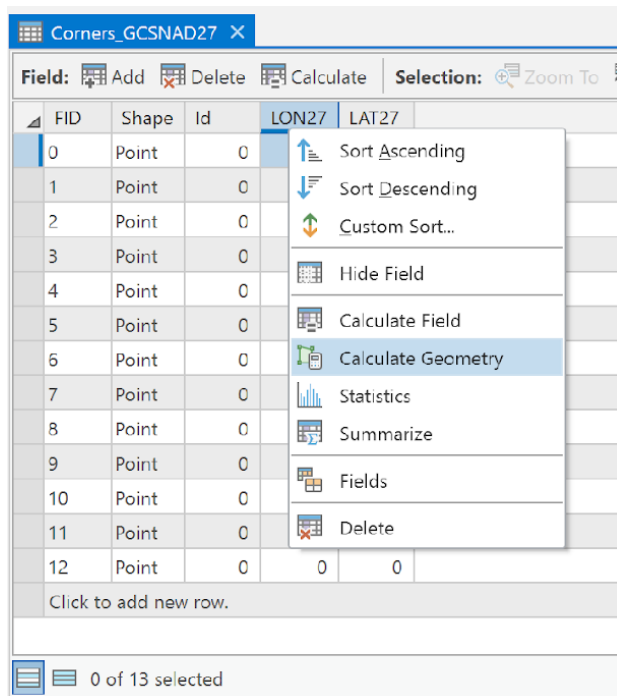 Corners_GCSNAD27 ×
Field: Add Delete Calculate Selection: Zoom To
FID Shape Id LON27 LAT27
0 Point 0
1 Point 0
2 Point 0
3 Point 0
4 Point 0
5 Point 0
6 Point 0
7 Point 0
8 Point 0
9 Point 0
10 Point 0
11 Point 0
12 Point 0 0 0
Click to add new row.
Sort Ascending
Sort Descending
Custom Sort...
Hide Field
Calculate Field
Calculate Geometry
Statistics
Summarize
Fields
Delete
0 of 13 selected